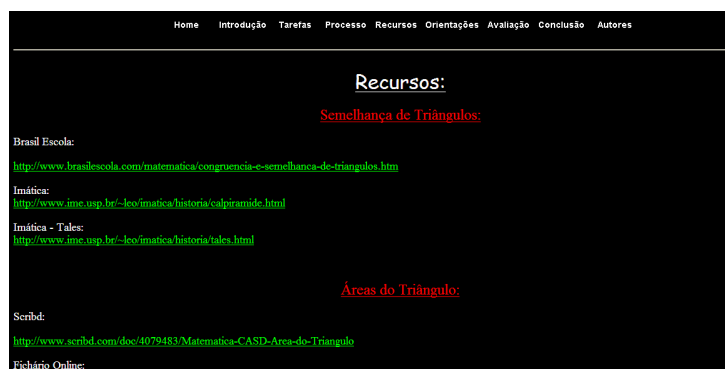 Home Introdução Tarefas Processo Recursos Orientações Avaliação Conclusão Autores
Recursos:
Semelhança de Triângulos:
Brasil Escola:
http://www.brasilescola.com/matematica/congruencia-e-semelhanca-de-triangulos.htm
Imática:
http://www.ime.usp.br/~leo/imatica/historia/calpiramide.html
Imática - Tales:
http://www.ime.usp.br/~leo/imatica/historia/tales.html
Áreas do Triângulo:
Scribd:
http://www.scribd.com/doc/4079483/Matematica-CASD-Area-do-Triangulo
Fichário Online: